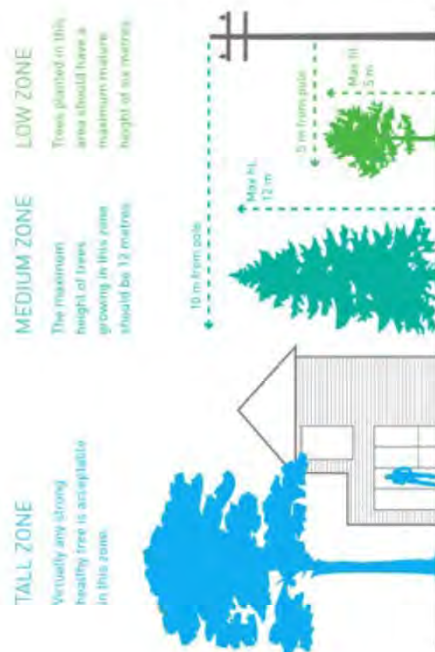 TALL ZONE
Virtually any strong
healthy tree is acceptable
in this zone.
MEDIUM ZONE
The maximum
height of trees
growing in this zone
should be 12 metres.
LOW ZONE
Trees planted in this
area should have a
maximum mature
height of six metres.
10 m from pole
Max ht.
12 m
5 m from pole
Max ht.
5 m